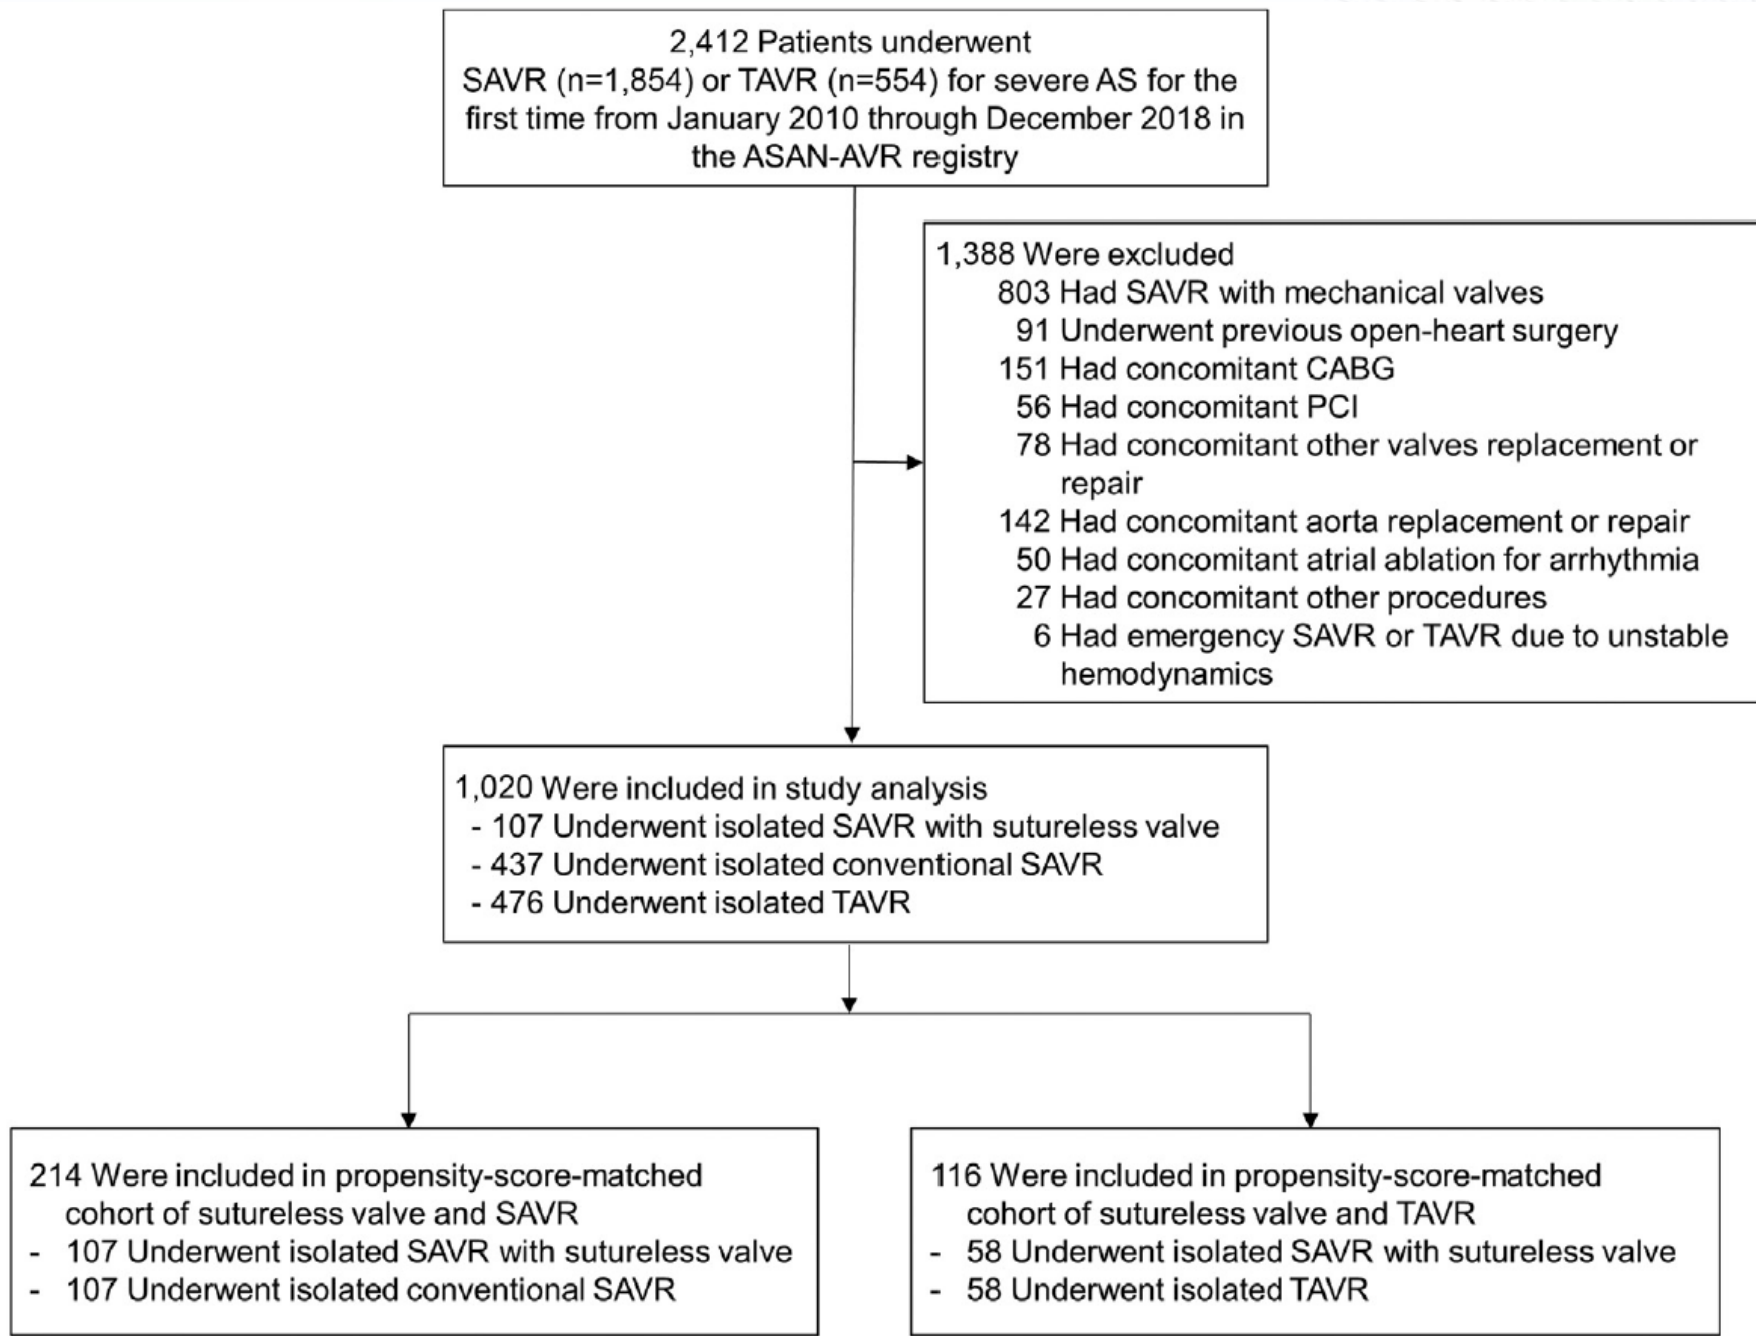 2,412 Patients underwent
SAVR (n=1,854) or TAVR (n=554) for severe AS for the
first time from January 2010 through December 2018 in
the ASAN-AVR registry
1,388 Were excluded
803 Had SAVR with mechanical valves
91 Underwent previous open-heart surgery
151 Had concomitant CABG
56 Had concomitant PCI
78 Had concomitant other valves replacement or
repair
142 Had concomitant aorta replacement or repair
50 Had concomitant atrial ablation for arrhythmia
27 Had concomitant other procedures
6 Had emergency SAVR or TAVR due to unstable
hemodynamics
1,020 Were included in study analysis
- 107 Underwent isolated SAVR with sutureless valve
- 437 Underwent isolated conventional SAVR
- 476 Underwent isolated TAVR
214 Were included in propensity-score-matched
cohort of sutureless valve and SAVR
- 107 Underwent isolated SAVR with sutureless valve
- 107 Underwent isolated conventional SAVR
116 Were included in propensity-score-matched
cohort of sutureless valve and TAVR
- 58 Underwent isolated SAVR with sutureless valve
- 58 Underwent isolated TAVR